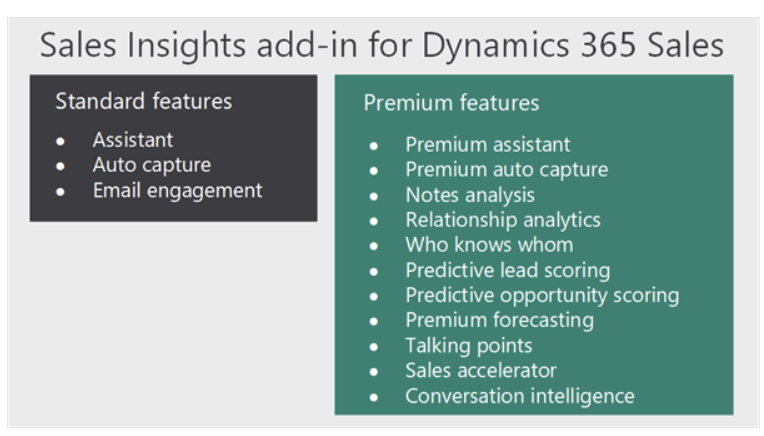 Sales Insights add-in for Dynamics 365 Sales
Standard features
• Assistant
• Auto capture
• Email engagement
Premium features
• Premium assistant
• Premium auto capture
• Notes analysis
• Relationship analytics
• Who knows whom
• Predictive lead scoring
• Predictive opportunity scoring
• Premium forecasting
• Talking points
• Sales accelerator
• Conversation intelligence